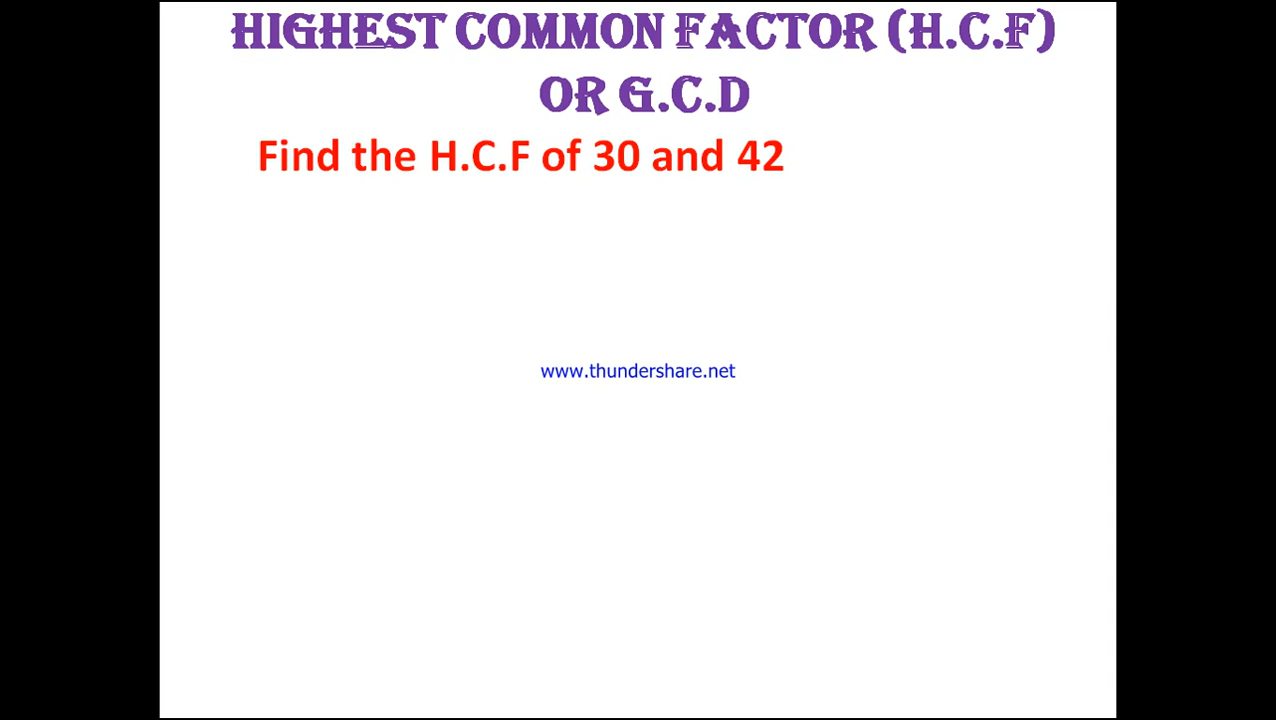 HIGHEST COMMON FACTOR (H.C.F)
OR G.C.D
Find the H.C.F of 30 and 42
www.thundershare.net